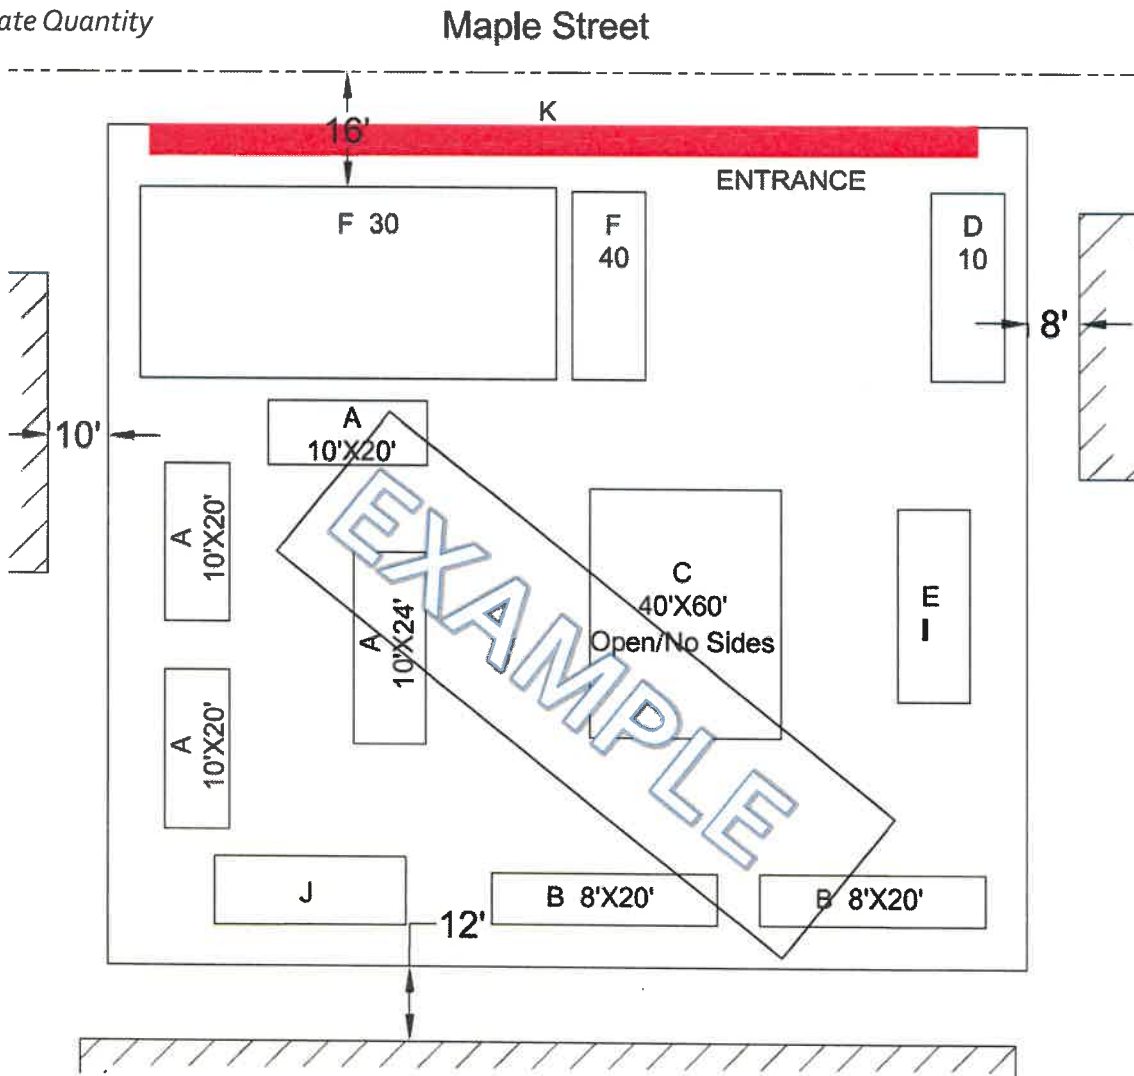 ate Quantity
Maple Street
K
16'
ENTRANCE
F 30
F
40
D
10
8'
10'
A
10'X20'
A
10'X20'
A
10'X24'
C
40'X60'
Open/No Sides
E
I
A
10'X20'
EXAMPLE
J
B 8'X20'
B 8'X20'
12'